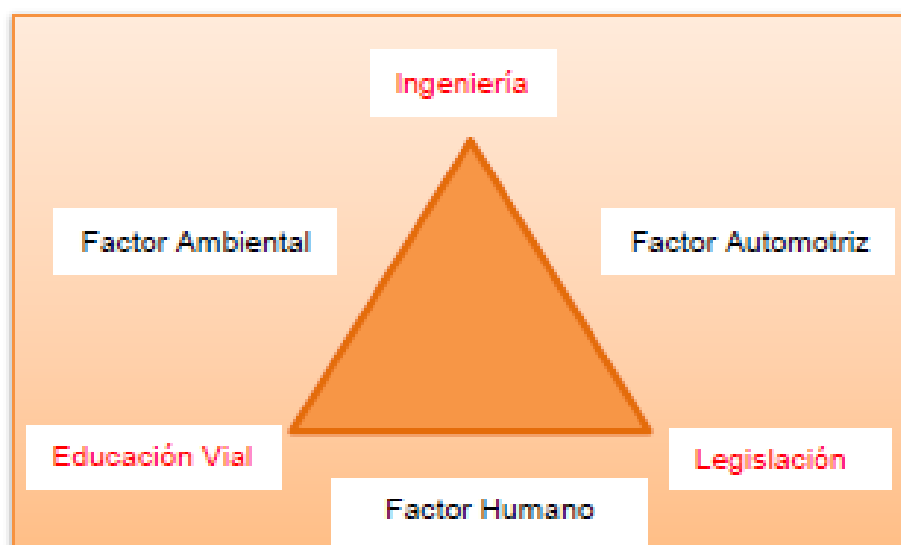 Ingeniería
Factor Ambiental
Factor Automotriz
Educación Vial
Legislación
Factor Humano